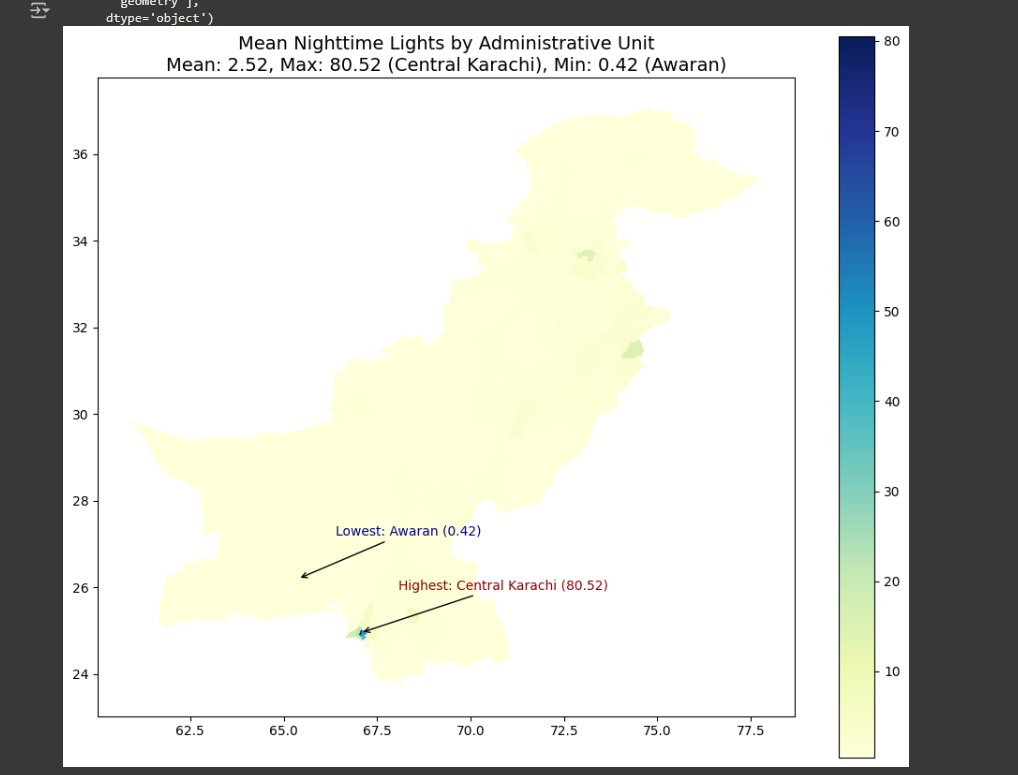 geometry'],
dtype='object')
Mean Nighttime Lights by Administrative Unit
Mean: 2.52, Max: 80.52 (Central Karachi), Min: 0.42 (Awaran)
80
70
60
50
40
30
20
10
36
34
32
30
28
26
24
Lowest: Awaran (0.42)
Highest: Central Karachi (80.52)
62.5 65.0 67.5 70.0 72.5 75.0 77.5